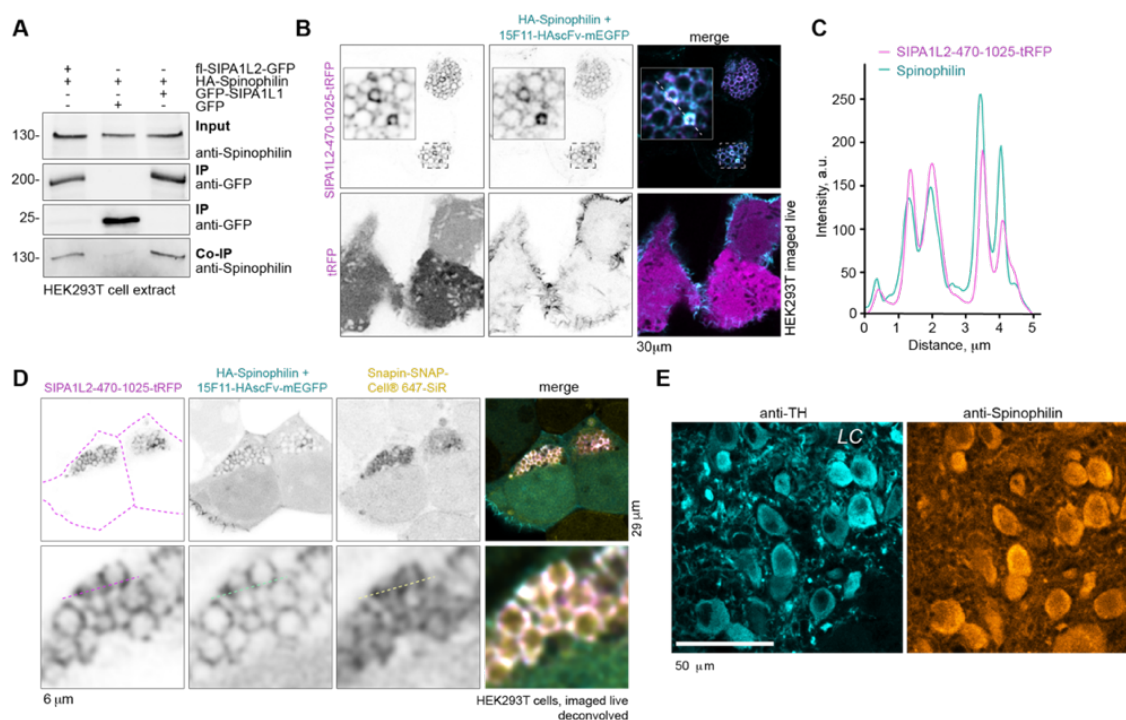 A
fl-SIPA1L2-GFP
HA-Spinophilin
GFP-SIPA1L1
GFP
+ - -
+ + +
- - +
- + -
130-
Input
anti-Spinophilin
200-
IP
anti-GFP
25-
IP
anti-GFP
130-
Co-IP
anti-Spinophilin
HEK293T cell extract
B
HA-Spinophilin +
15F11-HAscFv-mEGFP
merge
SIPA1L2-470-1025-tRFP
tRFP
HEK293T imaged live
30µm
C
SIPA1L2-470-1025-tRFP
Spinophilin
Intensity, a.u.
300
250
200
150
100
50
0
0 1 2 3 4 5
Distance, µm
D
SIPA1L2-470-1025-tRFP
HA-Spinophilin +
15F11-HAscFv-mEGFP
Snapin-SNAP-
Cell® 647-SiR
merge
29 µm
6 µm
HEK293T cells, imaged live
deconvolved
E
anti-TH
anti-Spinophilin
LC
50 µm